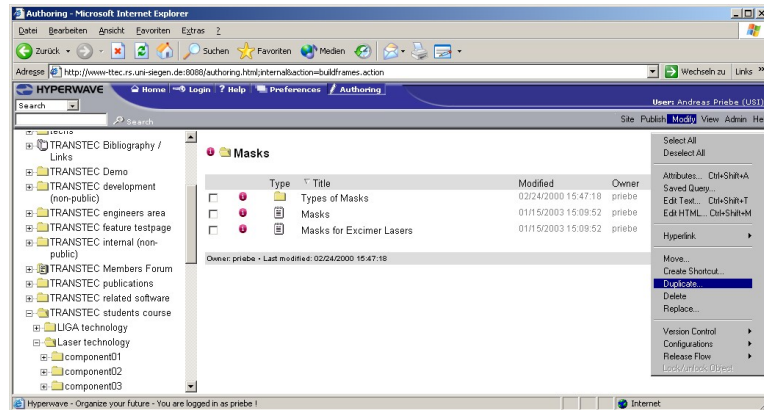 Authoring - Microsoft Internet Explorer
Datei Bearbeiten Ansicht Favoriten Extras ?
Zurück Suchen Favoriten Medien
Adresse http://www-ttec.rs.uni-siegen.de:8088/authoring.html;internal&action=buildframes.action Wechseln zu Links »
HYPERWAVE Home Login ? Help Preferences Authoring
Search User: Andreas Priebe (USI)
Search Site Publish Modify View Admin He
TRANSTEC Bibliography / Links
TRANSTEC Demo
TRANSTEC development (non-public)
TRANSTEC engineers area
TRANSTEC feature testpage
TRANSTEC internal (non-public)
TRANSTEC Members Forum
TRANSTEC publications
TRANSTEC related software
TRANSTEC students course
LIGA technology
Laser technology
component01
component02
component03
Masks
Type Title Modified Owner
Types of Masks 02/24/2000 15:47:18 priebe
Masks 01/15/2003 15:09:52 priebe
Masks for Excimer Lasers 01/15/2003 15:09:52 priebe
Owner: priebe • Last modified: 02/24/2000 15:47:18
Select All
Deselect All
Attributes... Ctrl+Shift+A
Saved Query...
Edit Text... Ctrl+Shift+T
Edit HTML... Ctrl+Shift+M
Hyperlink
Move...
Create Shortcut...
Duplicate...
Delete
Replace...
Version Control
Configurations
Release Flow
Lock/unlock Object
Hyperwave - Organize your future - You are logged in as priebe ! Internet